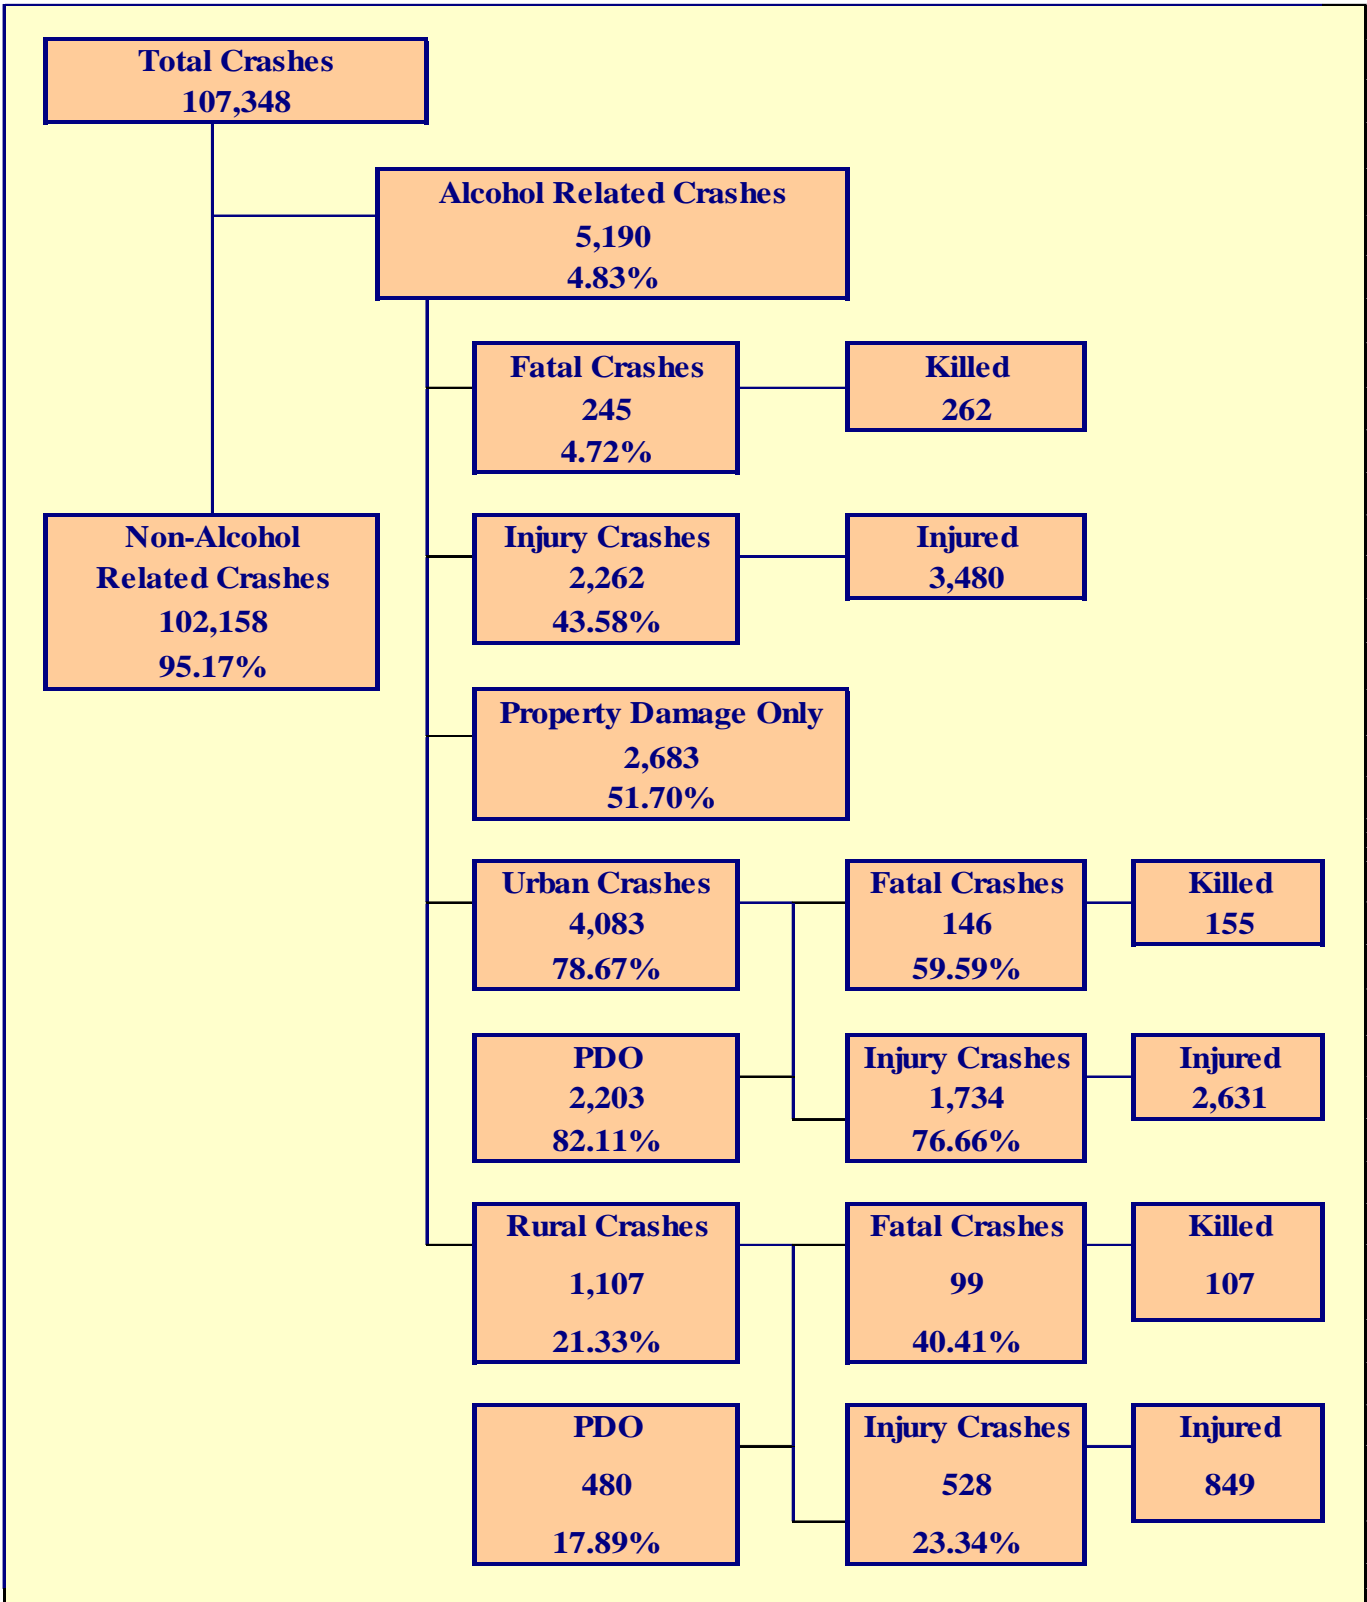 Total Crashes
107,348
Alcohol Related Crashes
5,190
4.83%
Fatal Crashes
245
4.72%
Killed
262
Non-Alcohol
Related Crashes
102,158
95.17%
Injury Crashes
2,262
43.58%
Injured
3,480
Property Damage Only
2,683
51.70%
Urban Crashes
4,083
78.67%
Fatal Crashes
146
59.59%
Killed
155
PDO
2,203
82.11%
Injury Crashes
1,734
76.66%
Injured
2,631
Rural Crashes
1,107
21.33%
Fatal Crashes
99
40.41%
Killed
107
PDO
480
17.89%
Injury Crashes
528
23.34%
Injured
849